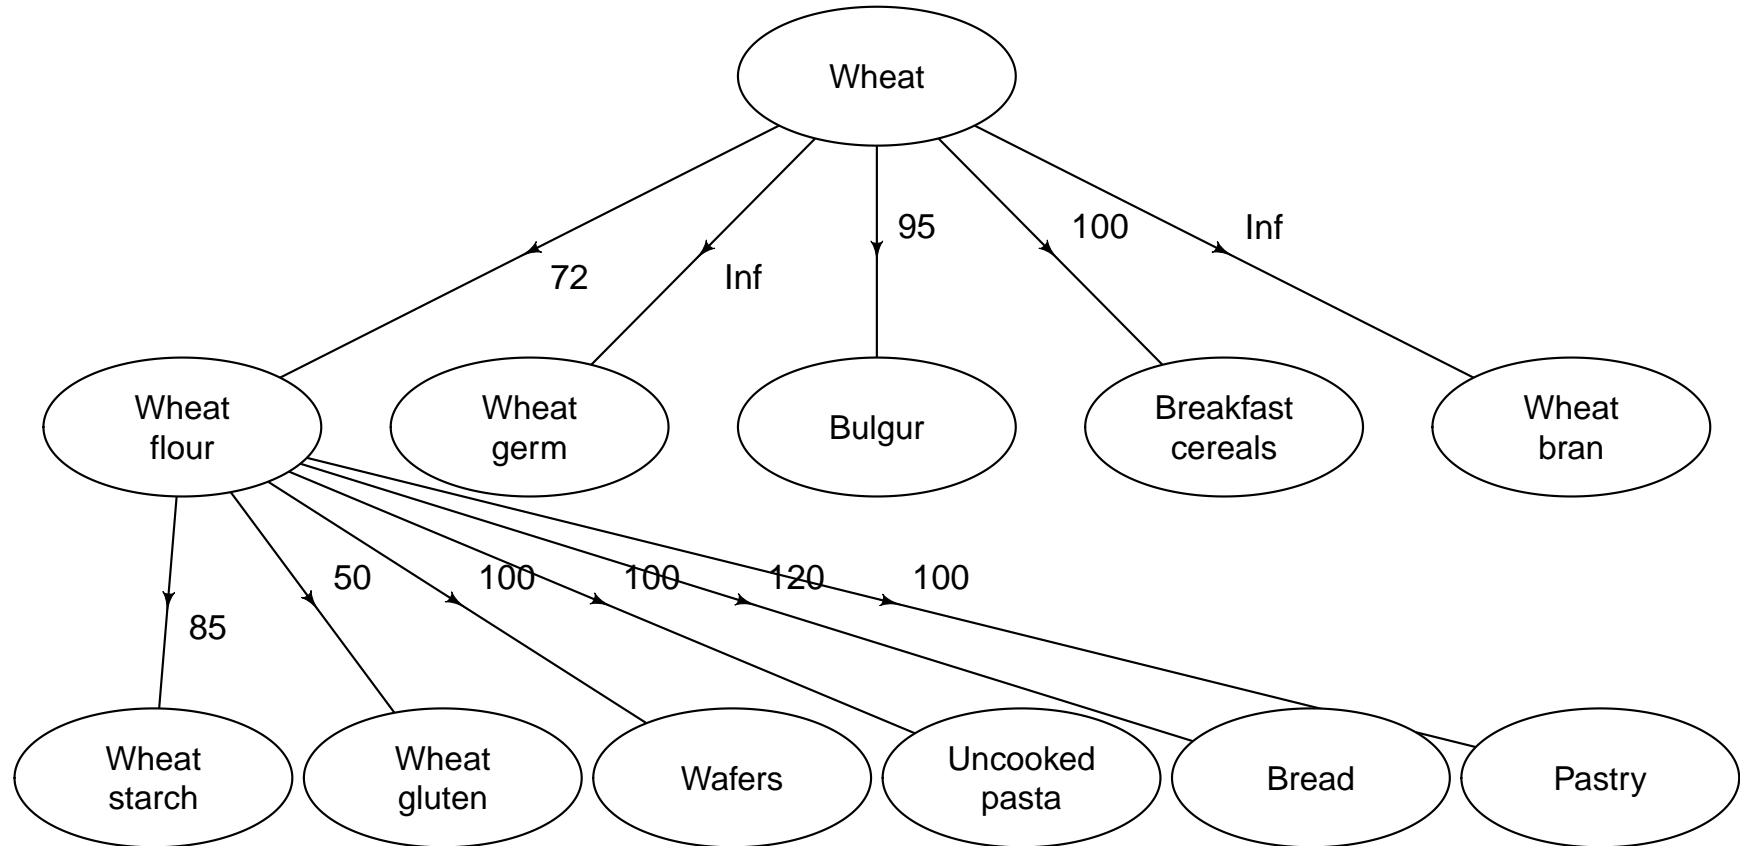 Wheat
95
100
Inf
72
Inf
Wheat
flour
Wheat
germ
Bulgur
Breakfast
cereals
Wheat
bran
50
100
100
120
100
85
Wheat
starch
Wheat
gluten
Wafers
Uncooked
pasta
Bread
Pastry